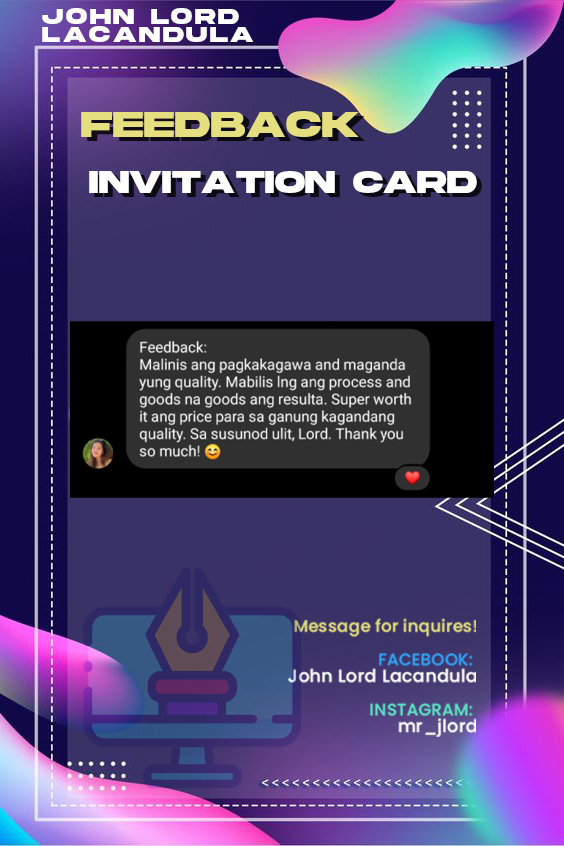 JOHN LORD
LACANDULA
FEEDBACK
INVITATION CARD
Feedback:
Malinis ang pagkakagawa and maganda
yung quality. Mabilis lng ang process and
goods na goods ang resulta. Super worth
it ang price para sa ganung kagandang
quality. Sa susunod ulit, Lord. Thank you
so much! 😊
❤️
Message for inquires!
FACEBOOK:
John Lord Lacandula
INSTAGRAM:
mr_jlord